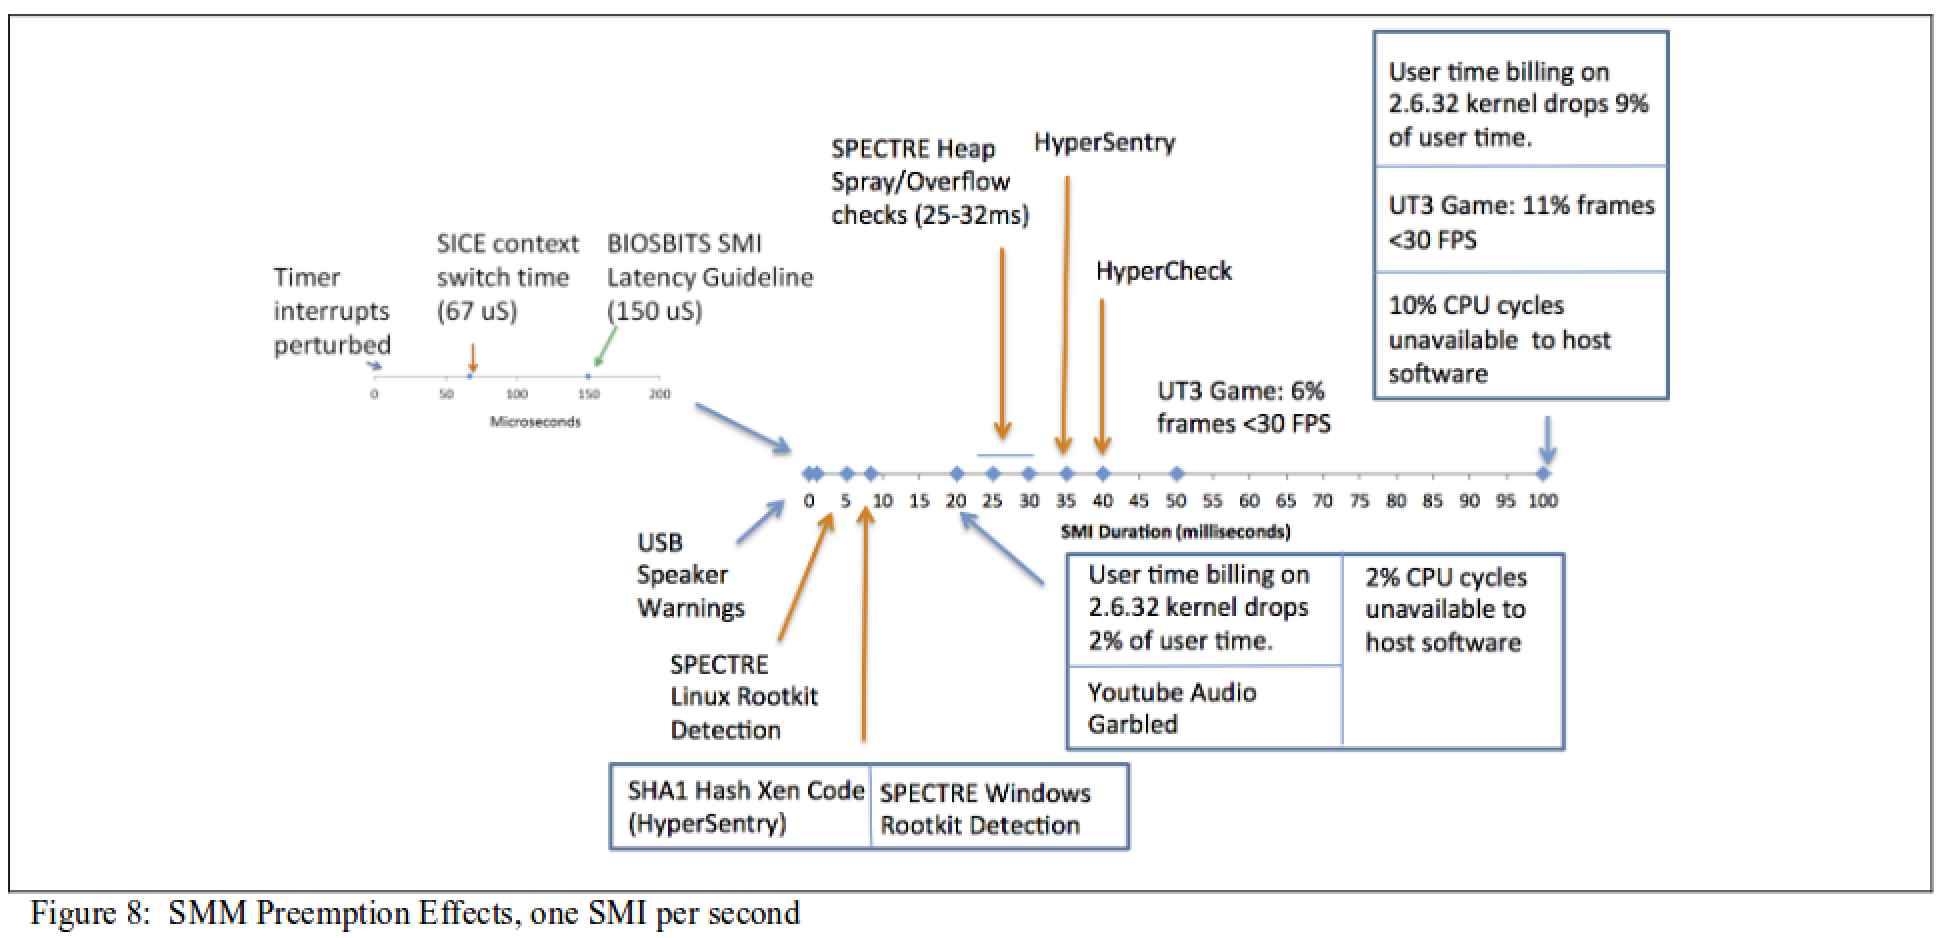 User time billing on
2.6.32 kernel drops 9%
of user time.
UT3 Game: 11% frames
<30 FPS
10% CPU cycles
unavailable to host
software
SPECTRE Heap
Spray/Overflow
checks (25-32ms)
HyperSentry
HyperCheck
Timer
interrupts
perturbed
SICE context
switch time
(67 uS)
BIOSBITS SMI
Latency Guideline
(150 uS)
0 50 100 150 200
Microseconds
UT3 Game: 6%
frames <30 FPS
0 5 10 15 20 25 30 35 40 45 50 55 60 65 70 75 80 85 90 95 100
SMI Duration (milliseconds)
USB
Speaker
Warnings
SPECTRE
Linux Rootkit
Detection
User time billing on
2.6.32 kernel drops
2% of user time.
Youtube Audio
Garbled
2% CPU cycles
unavailable to
host software
SHA1 Hash Xen Code
(HyperSentry)
SPECTRE Windows
Rootkit Detection
Figure 8: SMM Preemption Effects, one SMI per second